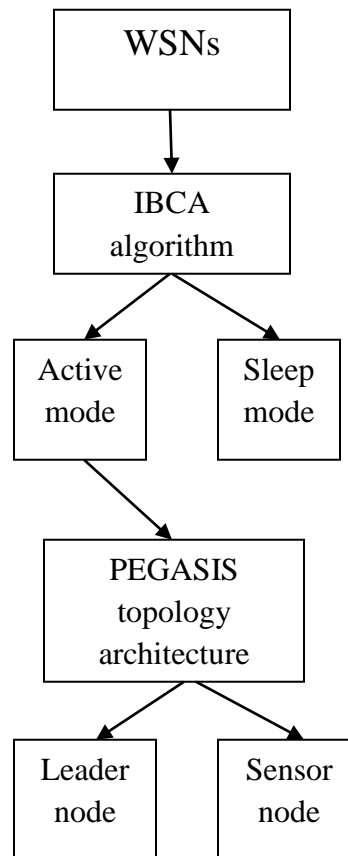 WSNs
IBCA
algorithm
Active
mode
Sleep
mode
PEGASIS
topology
architecture
Leader
node
Sensor
node